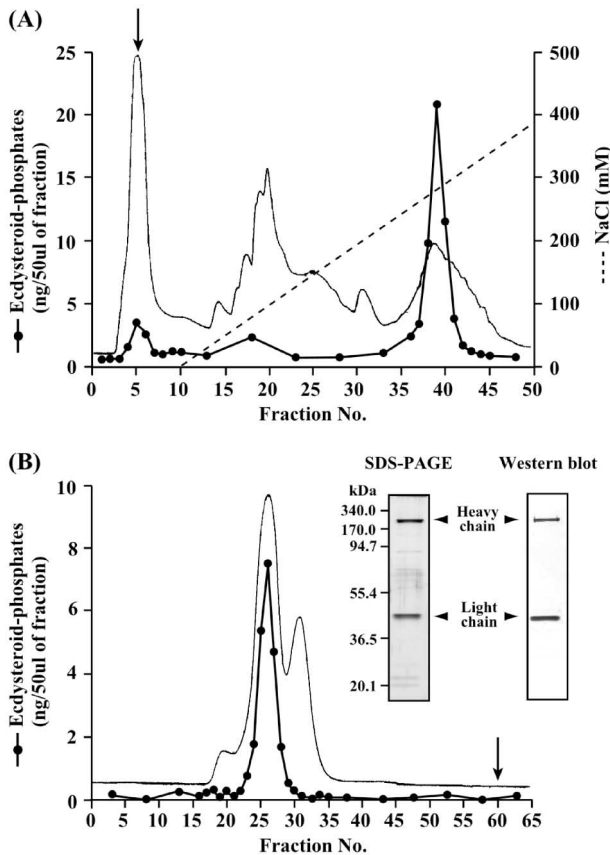 (A)
25
20
15
10
5
0
Ecdysteroid-phosphates
(ng/50ul of fraction)
500
400
300
200
100
0
NaCl (mM)
0 5 10 15 20 25 30 35 40 45 50
Fraction No.
(B)
10
8
6
4
2
0
Ecdysteroid-phosphates
(ng/50ul of fraction)
SDS-PAGE Western blot
kDa
340.0
170.0
94.7
55.4
36.5
20.1
Heavy
chain
Light
chain
0 5 10 15 20 25 30 35 40 45 50 55 60 65
Fraction No.